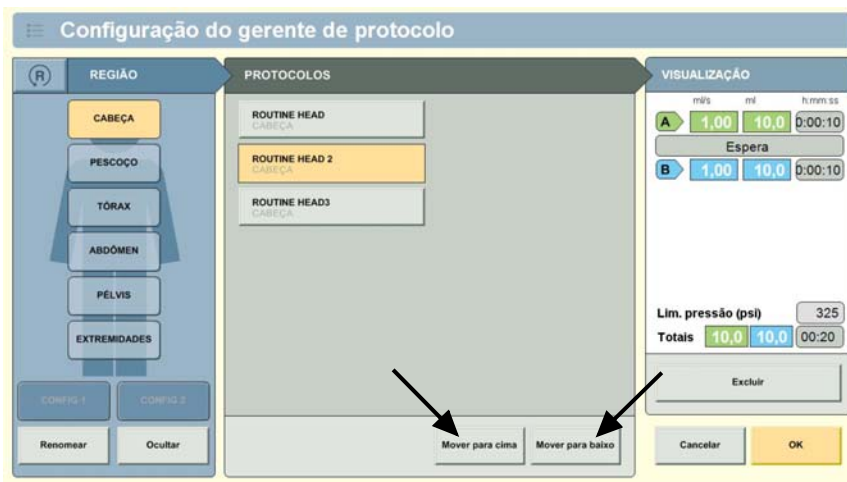 Configuração do gerente de protocolo
R
REGIÃO
CABEÇA
PESCOÇO
TÓRAX
ABDÔMEN
PÉLVIS
EXTREMIDADES
CONFIG 1
CONFIG 2
Renomear
Ocultar
PROTOCOLOS
ROUTINE HEAD
CABEÇA
ROUTINE HEAD 2
CABEÇA
ROUTINE HEAD3
CABEÇA
Mover para cima
Mover para baixo
VISUALIZAÇÃO
ml/s ml h:mm:ss
A 1,00 10,0 0:00:10
Espera
B 1,00 10,0 0:00:10
Lim. pressão (psi) 325
Totais 10,0 10,0 00:20
Excluir
Cancelar
OK